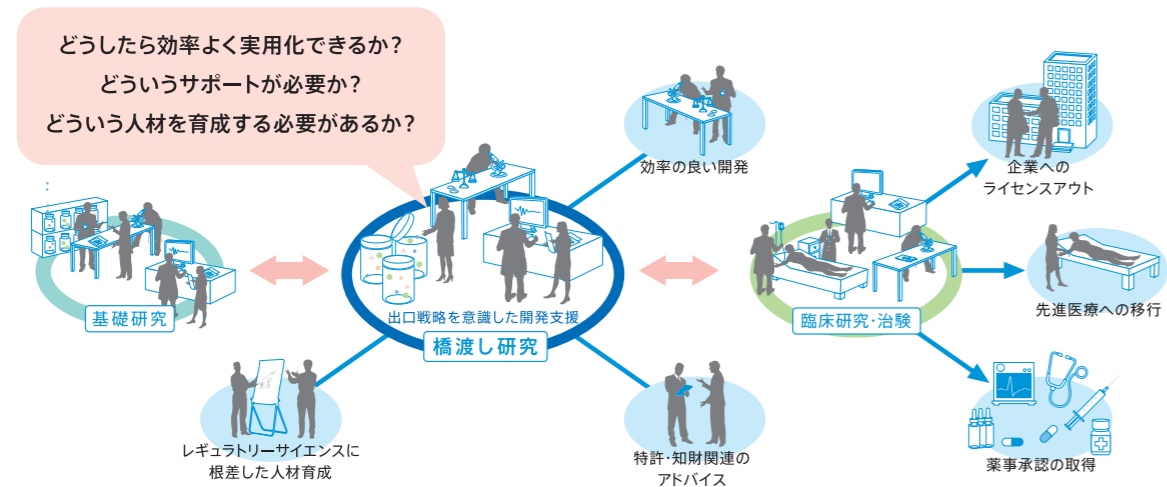 どうしたら効率よく実用化できるか？
どういうサポートが必要か？
どういう人材を育成する必要があるか？
基礎研究
出口戦略を意識した開発支援
橋渡し研究
効率の良い開発
レギュラトリーサイエンスに
根差した人材育成
特許・知財関連の
アドバイス
臨床研究・治験
企業への
ライセンスアウト
先進医療への移行
薬事承認の取得